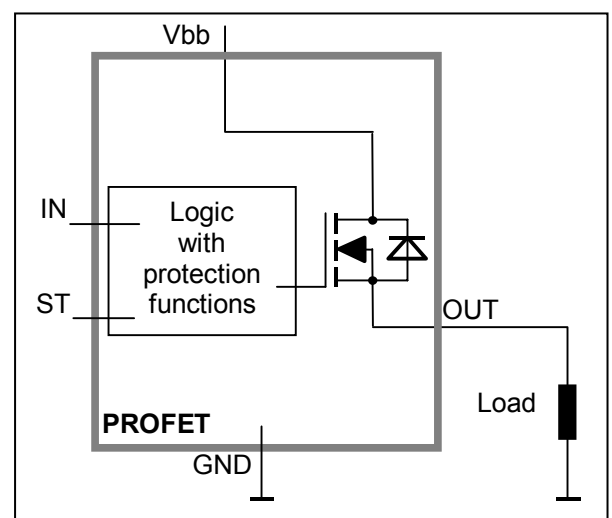 Vbb
IN
Logic
with
protection
functions
ST
OUT
Load
PROFET
GND